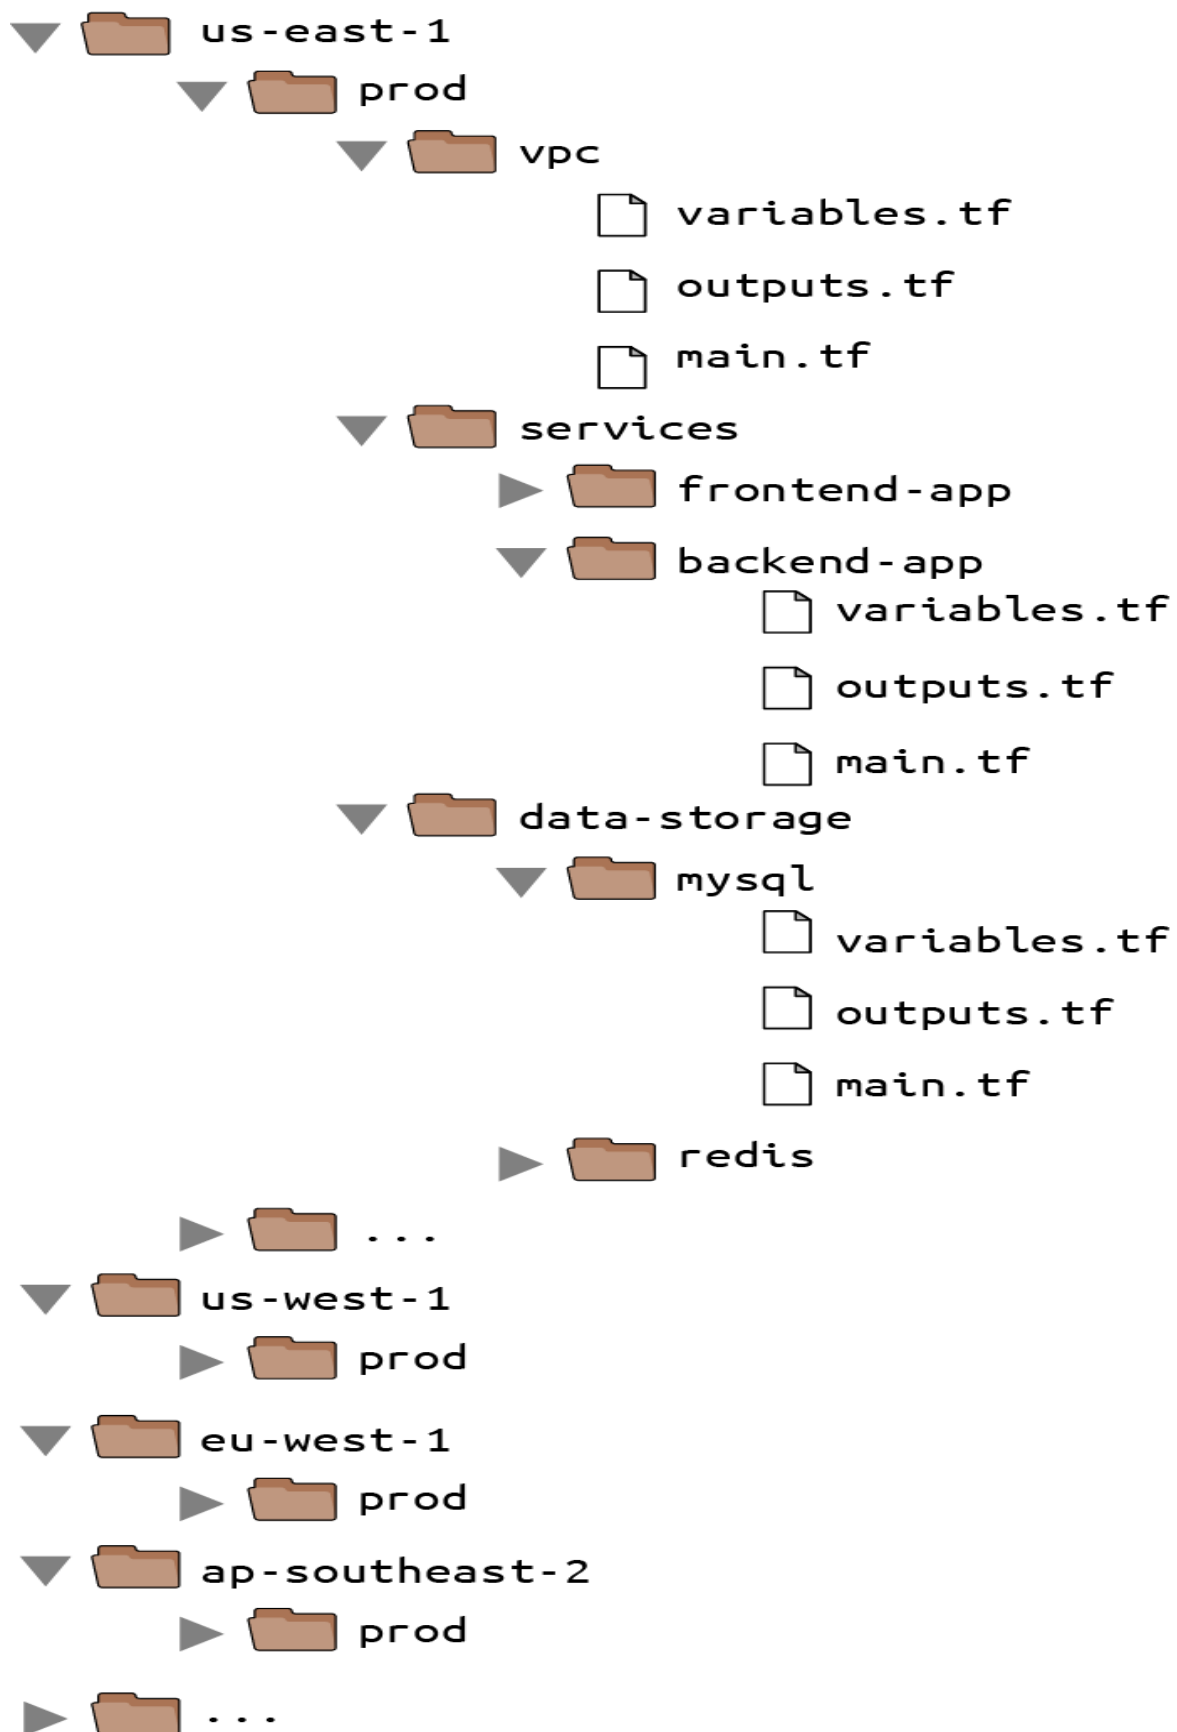 us-east-1
prod
vpc
variables.tf
outputs.tf
main.tf
services
frontend-app
backend-app
variables.tf
outputs.tf
main.tf
data-storage
mysql
variables.tf
outputs.tf
main.tf
redis
...
us-west-1
prod
eu-west-1
prod
ap-southeast-2
prod
...